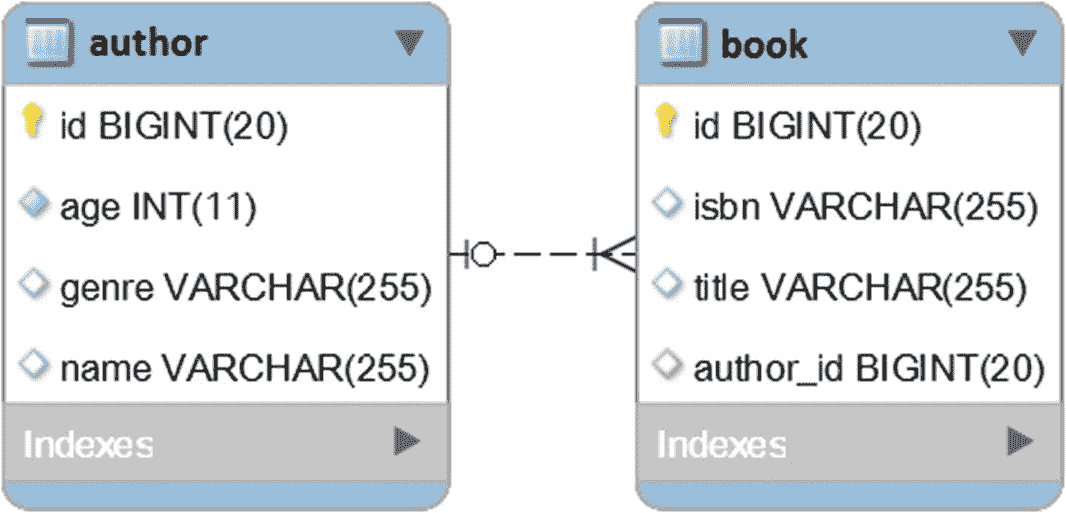 author
id BIGINT(20)
age INT(11)
genre VARCHAR(255)
name VARCHAR(255)
Indexes
book
id BIGINT(20)
isbn VARCHAR(255)
title VARCHAR(255)
author_id BIGINT(20)
Indexes